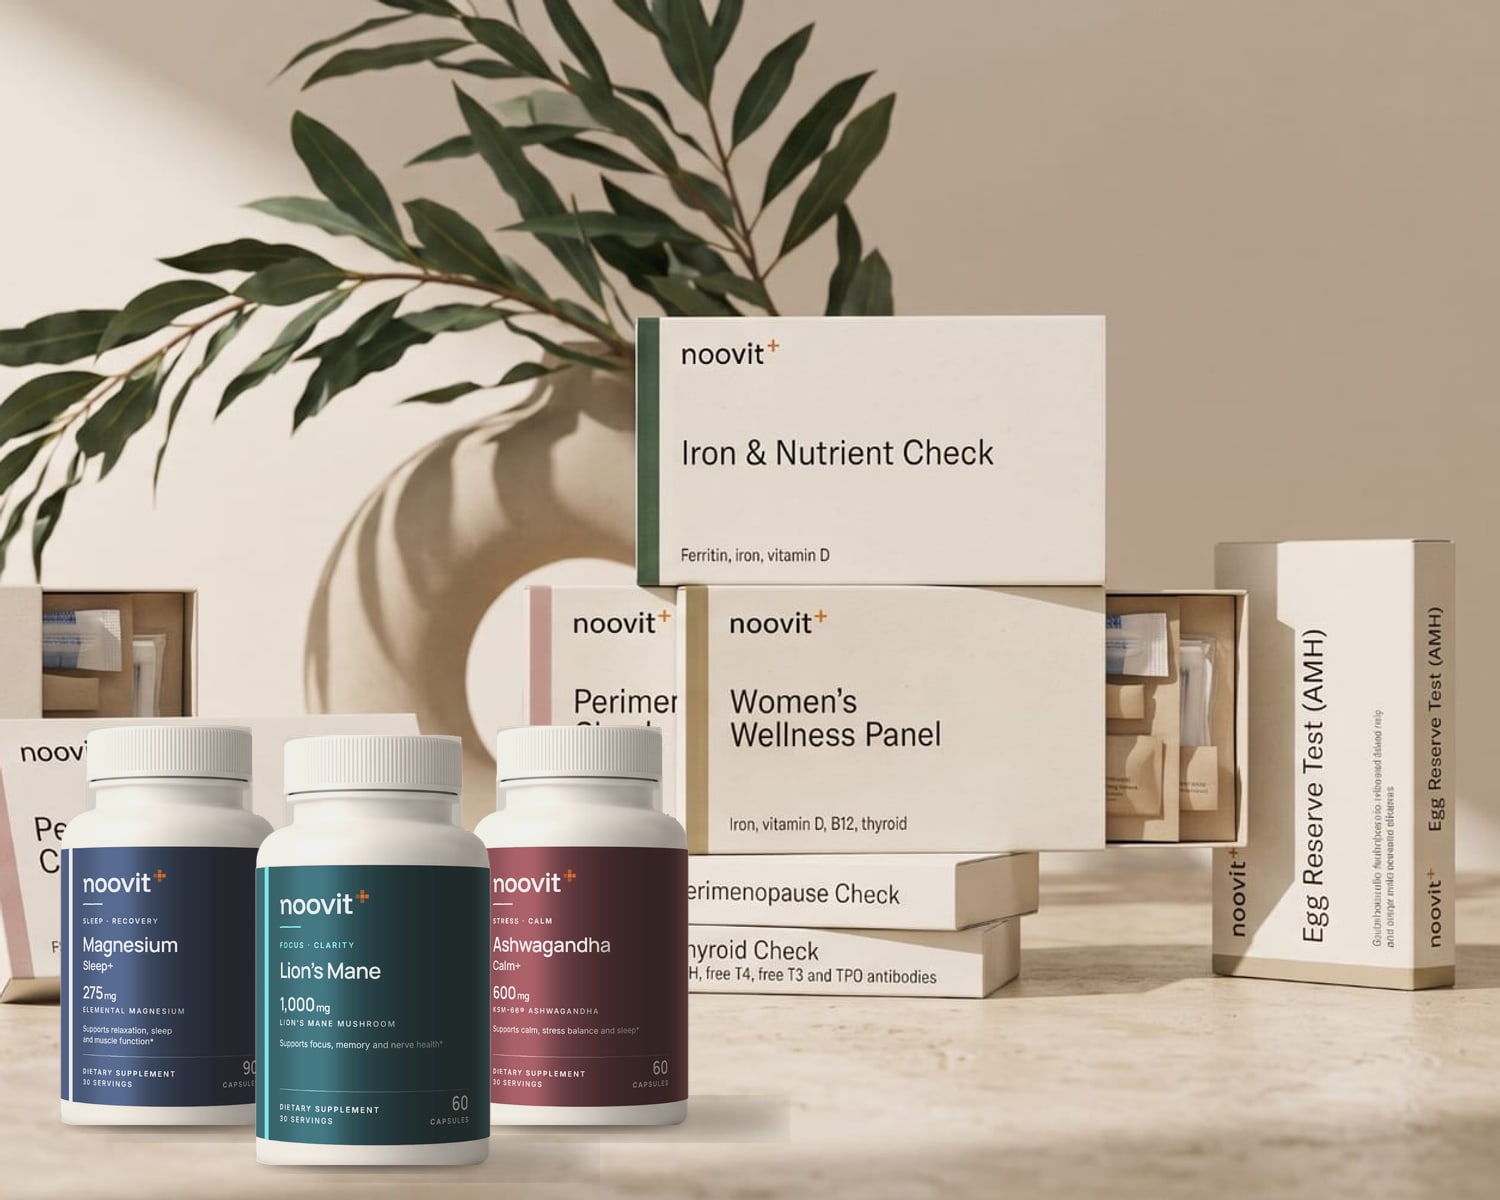 noovit+
Iron & Nutrient Check
Ferritin, iron, vitamin D
noovit+
Perimen
noovit+
Women's
Wellness Panel
Iron, vitamin D, B12, thyroid
erimenopause Check
hyroid Check
H, free T4, free T3 and TPO antibodies
Egg Reserve Test (AMH)
noovit+
Egg Reserve Test (AMH)
noovit+
noovi
Pe
C
noovit+
SLEEP · RECOVERY
Magnesium
Sleep+
275mg
ELEMENTAL MAGNESIUM
Supports relaxation, sleep
and muscle function*
DIETARY SUPPLEMENT
30 SERVINGS
90
CAPSULE
noovit+
FOCUS · CLARITY
Lion's Mane
1,000mg
LION'S MANE MUSHROOM
Supports focus, memory and nerve health*
DIETARY SUPPLEMENT
30 SERVINGS
60
CAPSULES
noovit+
STRESS · CALM
Ashwagandha
Calm+
600mg
KSM-66® ASHWAGANDHA
Supports calm, stress balance and sleep*
DIETARY SUPPLEMENT
30 SERVINGS
60
CAPSULES